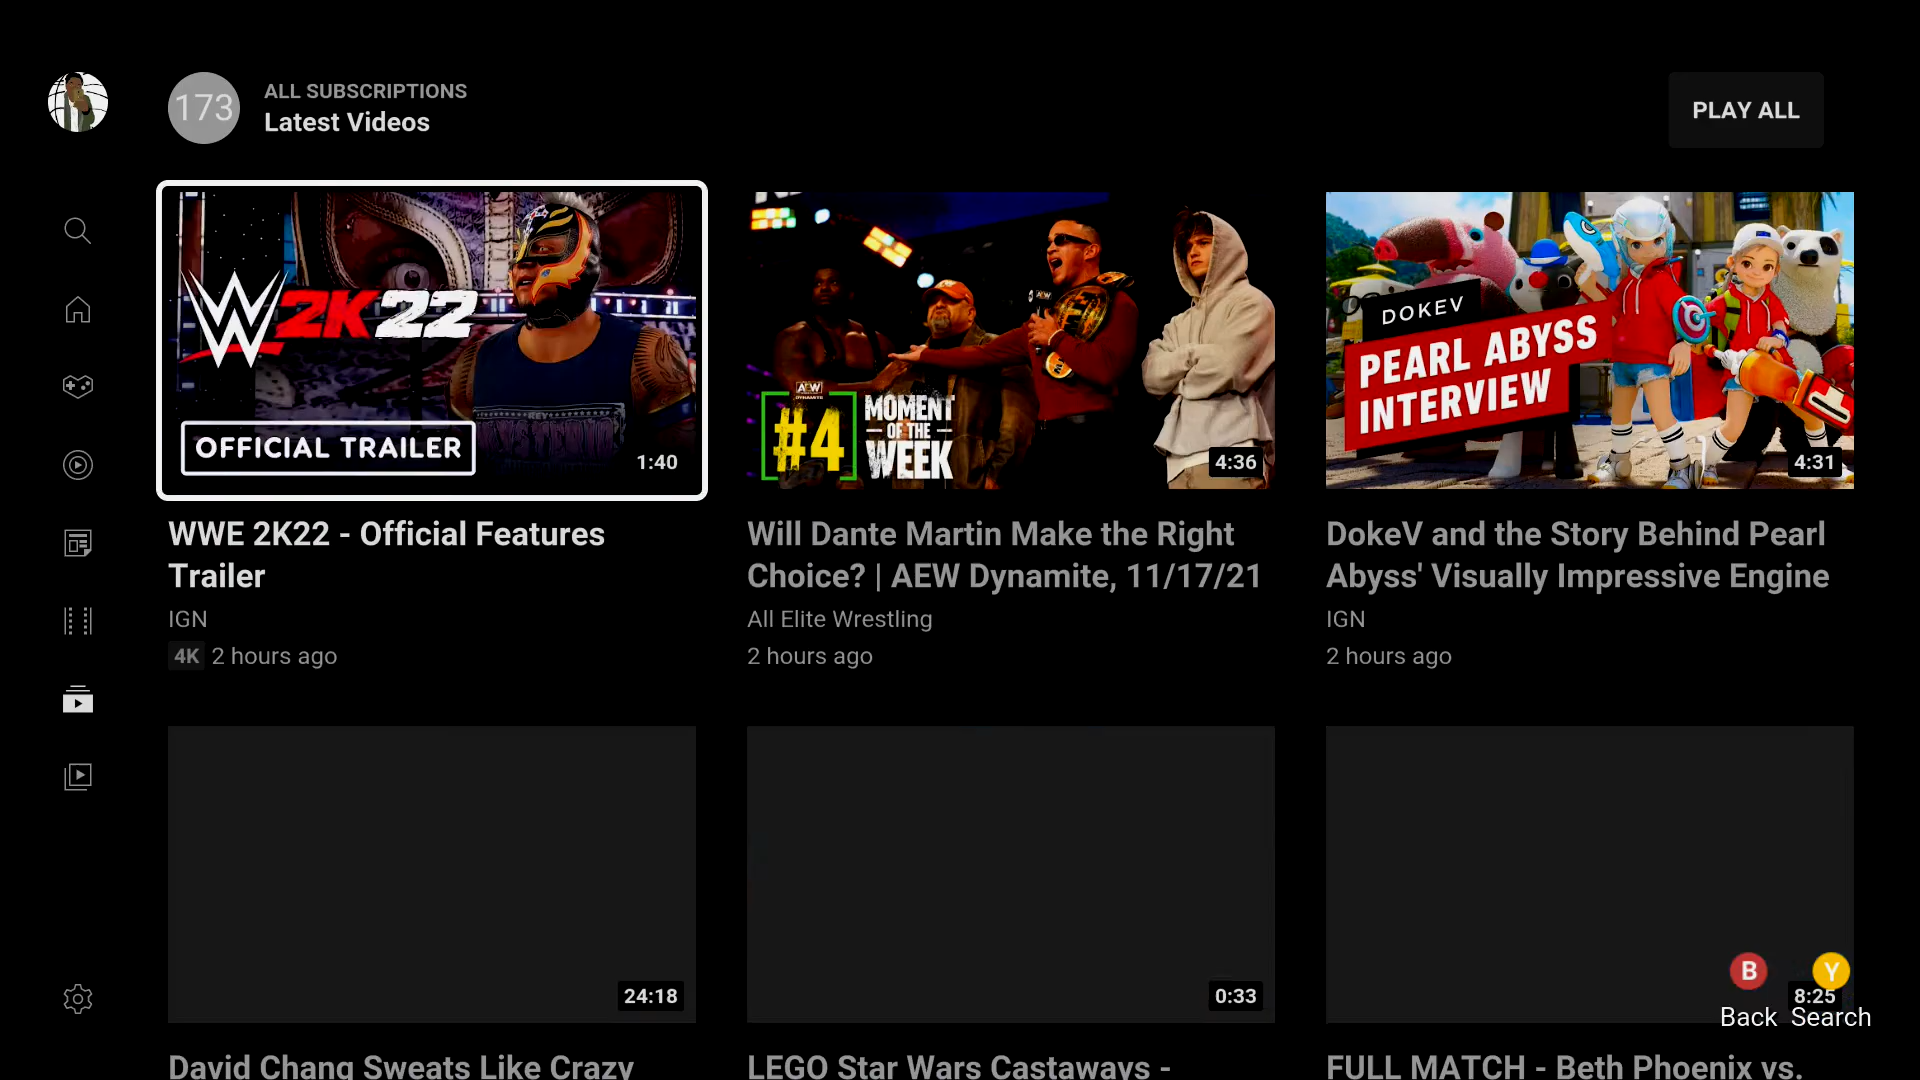 173
ALL SUBSCRIPTIONS
Latest Videos
PLAY ALL
W 2K22
OFFICIAL TRAILER
1:40
AEW
DYNAMITE
#4
MOMENT
OF THE
WEEK
4:36
DOKEV
PEARL ABYSS
INTERVIEW
4:31
WWE 2K22 - Official Features
Trailer
IGN
4K 2 hours ago
Will Dante Martin Make the Right
Choice? | AEW Dynamite, 11/17/21
All Elite Wrestling
2 hours ago
DokeV and the Story Behind Pearl
Abyss' Visually Impressive Engine
IGN
2 hours ago
24:18
0:33
8:25
B Y
Back Search
David Chang Sweats Like Crazy
LEGO Star Wars Castaways -
FULL MATCH - Beth Phoenix vs.